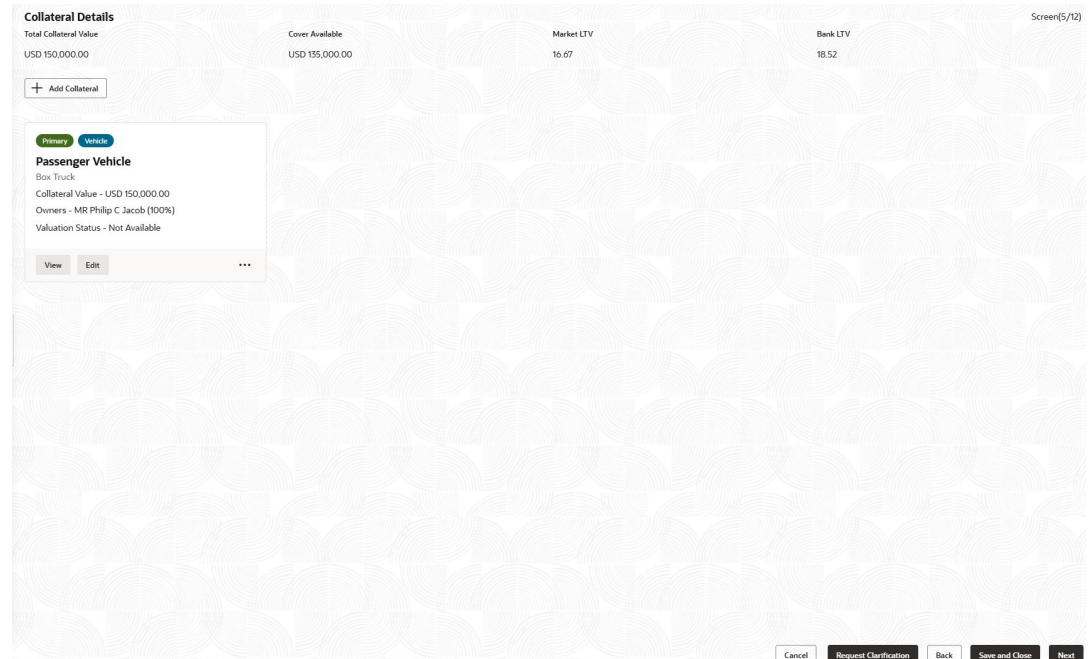 Collateral Details
Screen(5/12)
Total Collateral Value Cover Available Market LTV Bank LTV
USD 150,000.00 USD 135,000.00 16.67 18.52
+ Add Collateral
Primary Vehicle
Passenger Vehicle
Box Truck
Collateral Value - USD 150,000.00
Owners - MR Philip C Jacob (100%)
Valuation Status - Not Available
View Edit ...
Cancel Request Clarification Back Save and Close Next